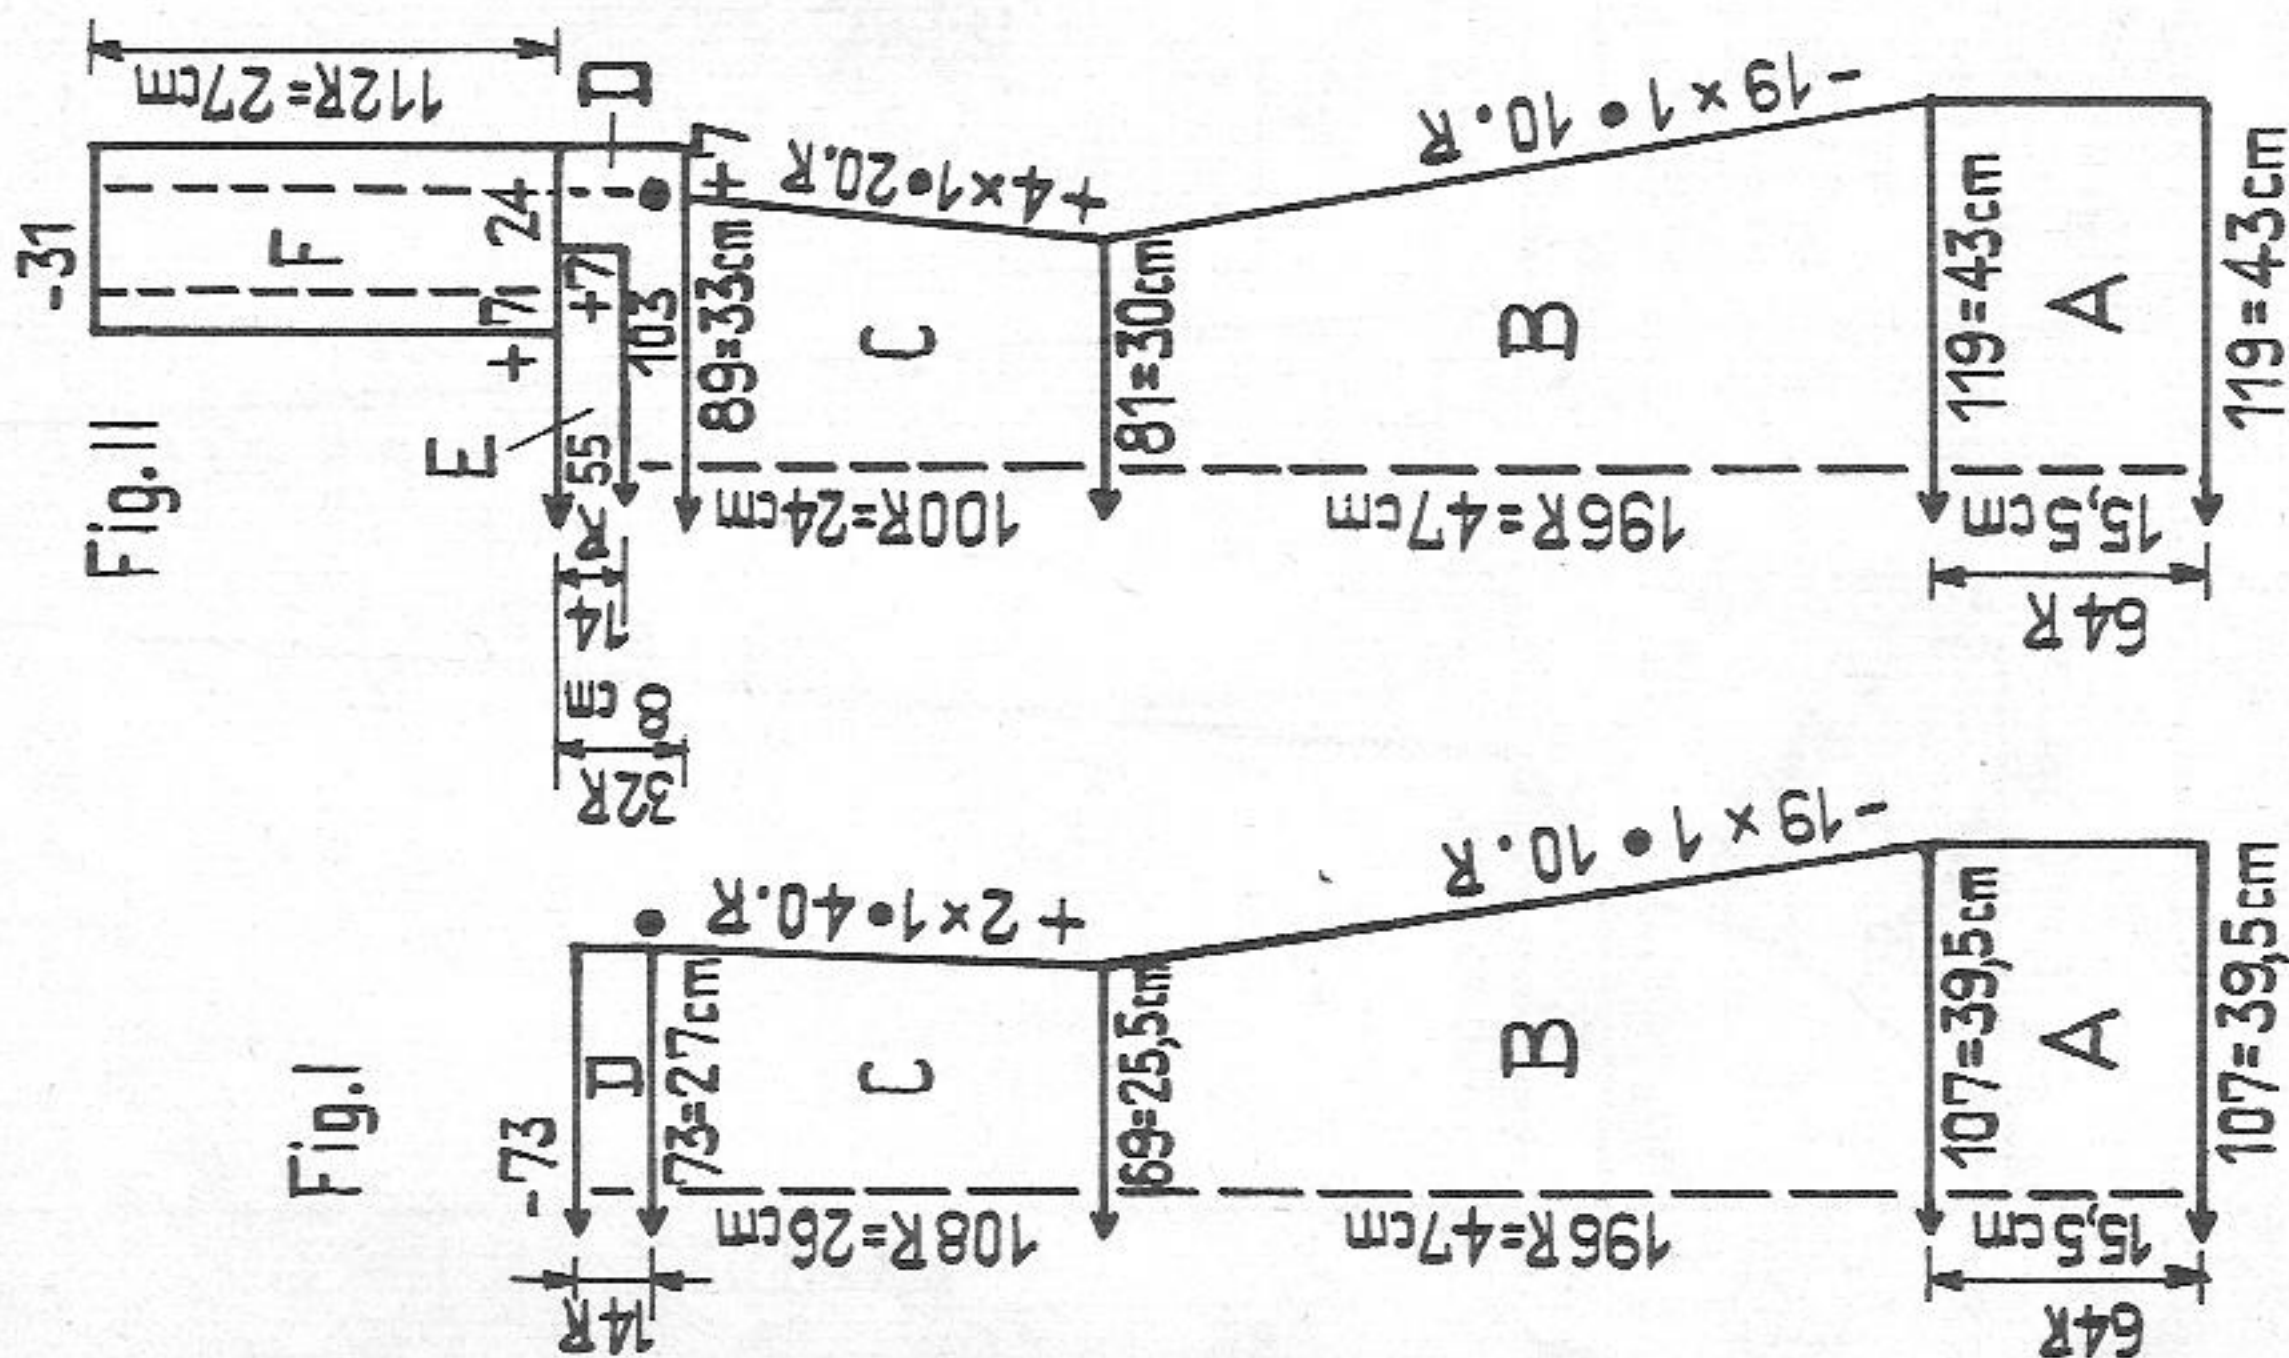 Fig.II
-31
F
112R=27cm
+7
24
D
E
+7
55
103
14R
8 cm
32R
+7
89=33cm
C
+4×1•20.R
100R=24cm
81=30cm
B
-19×1•10.R
196R=47cm
119=43cm
A
15,5cm
64R
119=43cm
Fig.I
-73
D
14R
73=27cm
C
+2×1•40.R
108R=26cm
69=25,5cm
B
-19×1•10.R
196R=47cm
107=39,5cm
A
15,5cm
64R
107=39,5cm